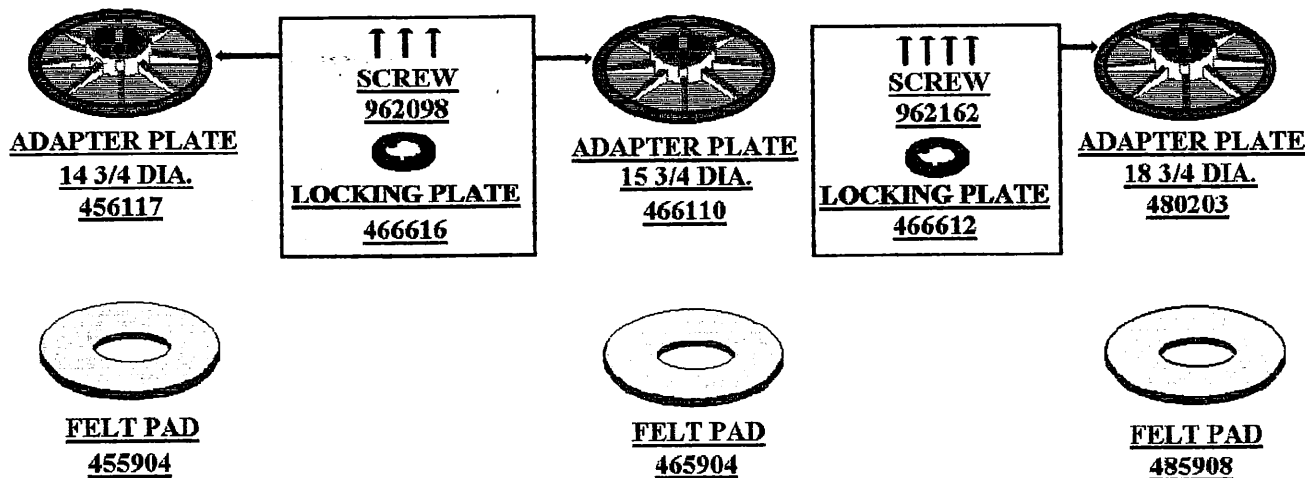 ADAPTER PLATE
14 3/4 DIA.
456117
SCREW
962098
LOCKING PLATE
466616
ADAPTER PLATE
15 3/4 DIA.
466110
SCREW
962162
LOCKING PLATE
466612
ADAPTER PLATE
18 3/4 DIA.
480203
FELT PAD
455904
FELT PAD
465904
FELT PAD
485908